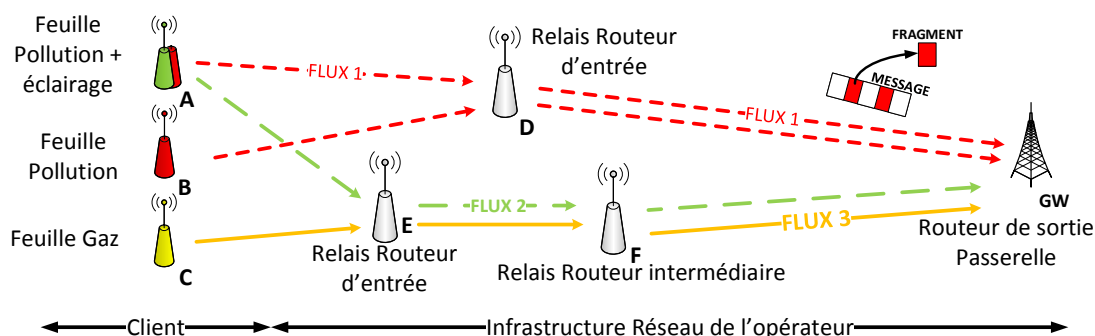 Feuille
Pollution +
éclairage
A
FLUX 1
Relais Routeur
d'entrée
D
FRAGMENT
MESSAGE
FLUX 1
Feuille
Pollution
B
E
FLUX 2
FLUX 3
GW
Routeur de sortie
Passerelle
Feuille Gaz
C
Relais Routeur
d'entrée
F
Relais Routeur intermédiaire
Client
Infrastructure Réseau de l'opérateur